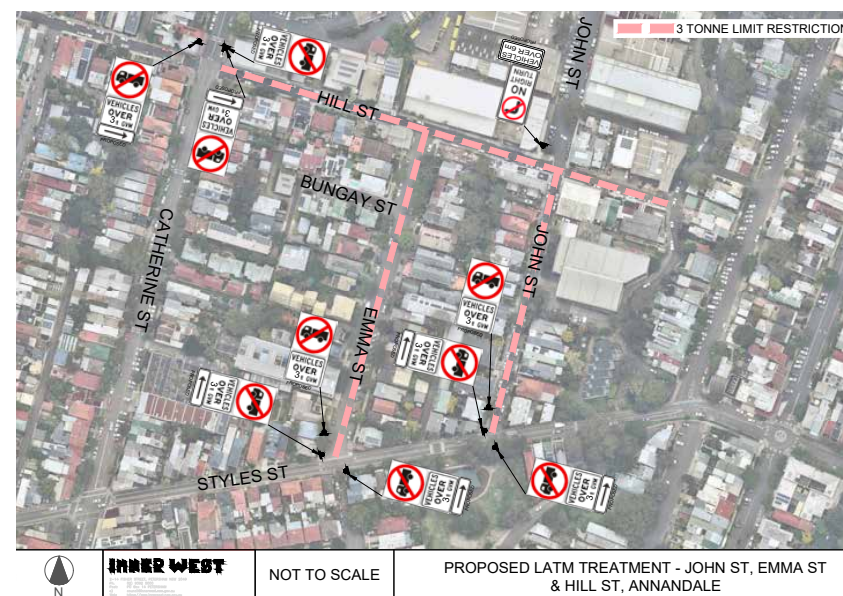 3 TONNE LIMIT RESTRICTION
JOHN ST
VEHICLES
OVER 6m
NO
RIGHT
TURN
VEHICLES
OVER
3t GVM
VEHICLES
OVER
3t GVM
VEHICLES
OVER
3t GVM
HILL ST
BUNGAY ST
CATHERINE ST
JOHN ST
EMMA ST
VEHICLES
OVER
3t GVM
VEHICLES
OVER
3t GVM
VEHICLES
OVER
3t GVM
VEHICLES
OVER
3t GVM
VEHICLES
OVER
3t GVM
VEHICLES
OVER
3t GVM
STYLES ST
N
INNER WEST
NOT TO SCALE
PROPOSED LATM TREATMENT - JOHN ST, EMMA ST
& HILL ST, ANNANDALE